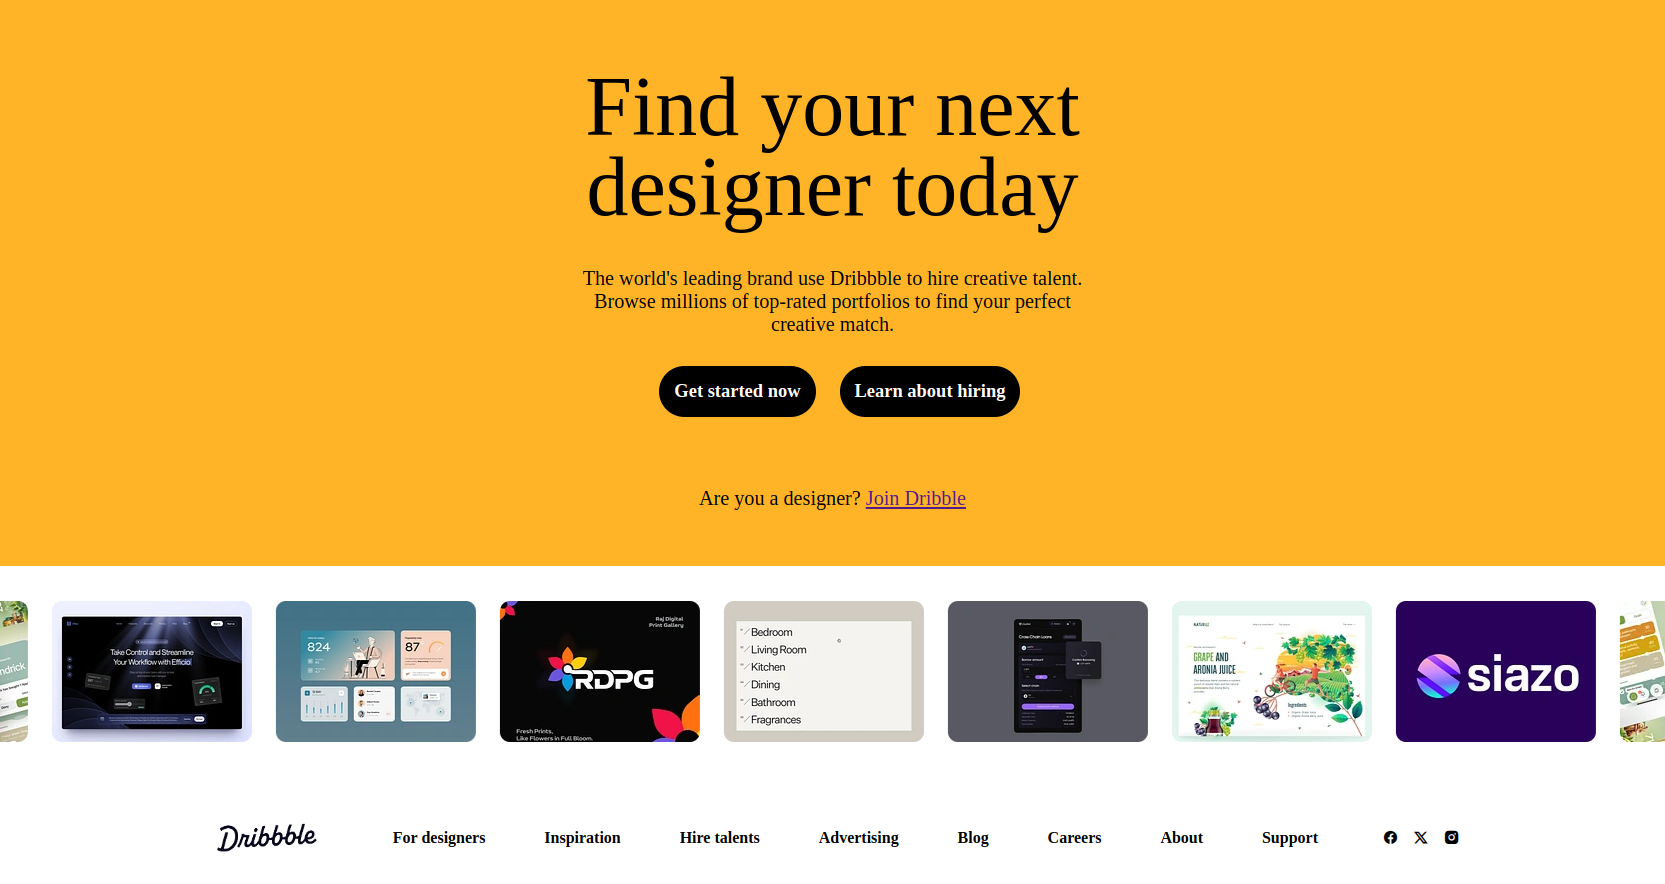 Find your next
designer today
The world's leading brand use Dribbble to hire creative talent.
Browse millions of top-rated portfolios to find your perfect
creative match.
Get started now
Learn about hiring
Are you a designer? Join Dribble
Take Control and Streamline
Your Workflow with Efficio
824
87
Raj Digital
Print Gallery
RDPG
Fresh Prints.
Like Flowers in Full Bloom.
Bedroom
Living Room
Kitchen
Dining
Bathroom
Fragrances
Cross-Chain Loans
GRAPE AND
ARONIA JUICE
Ingredients
siazo
Dribbble
For designers
Inspiration
Hire talents
Advertising
Blog
Careers
About
Support